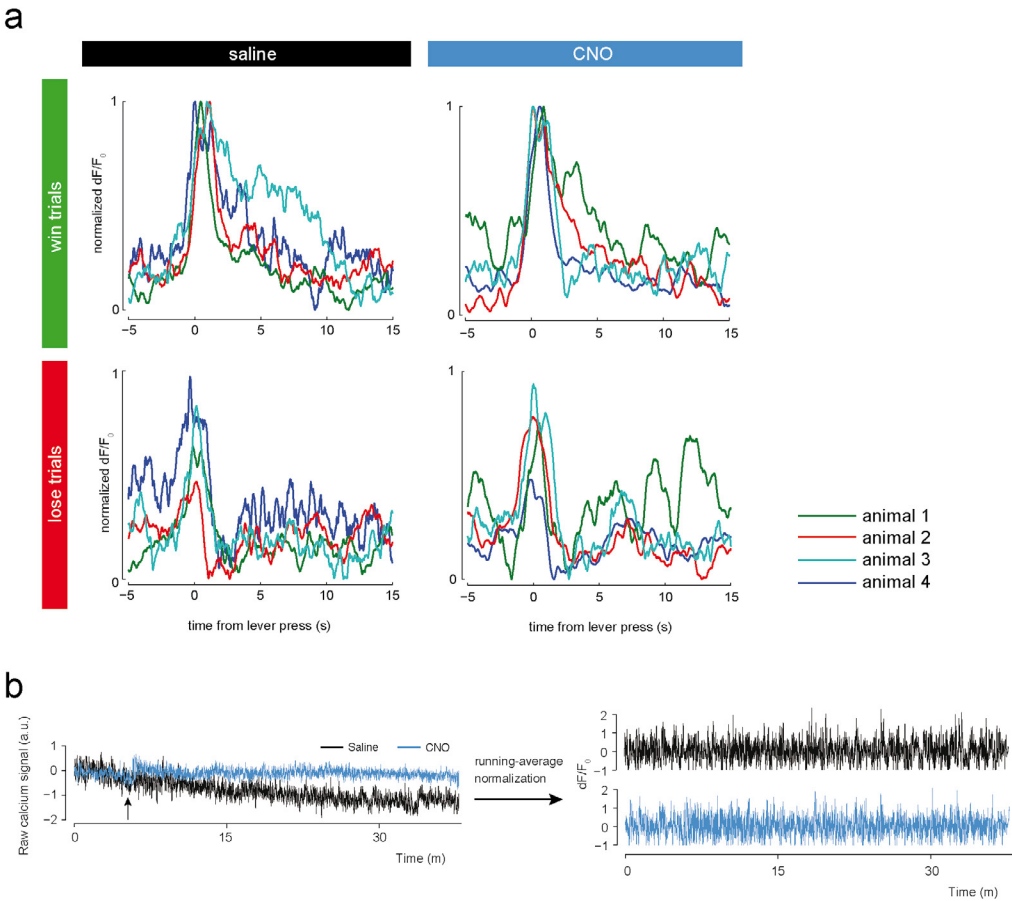 a
saline
CNO
win trials
normalized dF/F0
1
0
−5
0
5
10
15
1
0
−5
0
5
10
15
lose trials
normalized dF/F0
1
0
−5
0
5
10
15
time from lever press (s)
1
0
−5
0
5
10
15
time from lever press (s)
animal 1
animal 2
animal 3
animal 4
b
Raw calcium signal (a.u.)
1
0
−1
−2
0
15
30
Time (m)
Saline
CNO
running-average
normalization
dF/F0
2
1
0
−1
2
1
0
−1
0
15
30
Time (m)